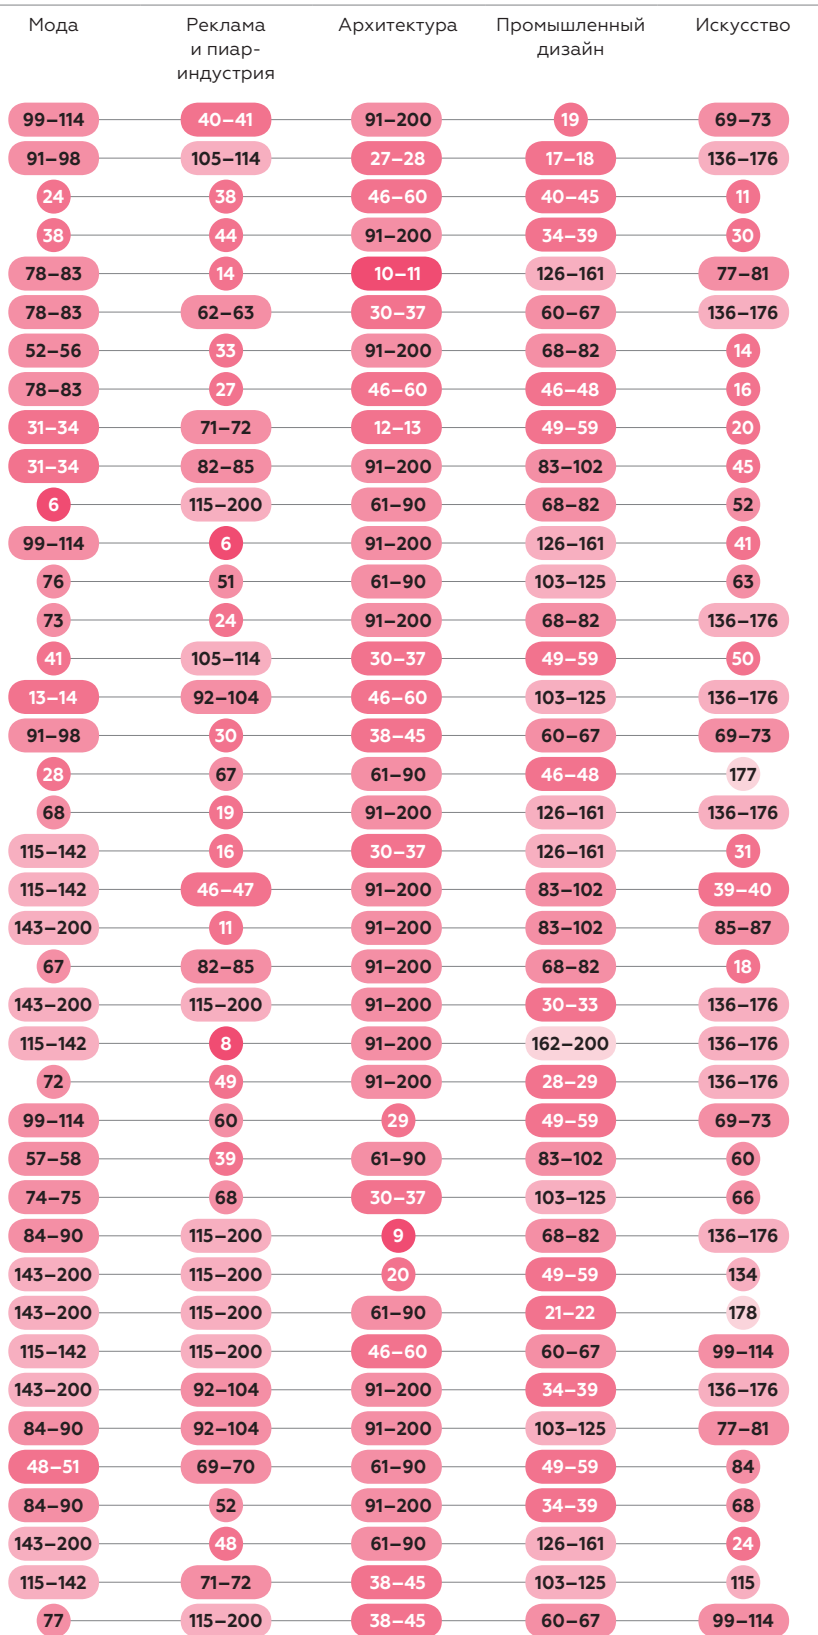 Мода Реклама Архитектура Промышленный Искусство
и пиар- дизайн
индустрия
99–114 40–41 91–200 19 69–73
91–98 105–114 27–28 17–18 136–176
24 38 46–60 40–45 11
38 44 91–200 34–39 30
78–83 14 10–11 126–161 77–81
78–83 62–63 30–37 60–67 136–176
52–56 33 91–200 68–82 14
78–83 27 46–60 46–48 16
31–34 71–72 12–13 49–59 20
31–34 82–85 91–200 83–102 45
6 115–200 61–90 68–82 52
99–114 6 91–200 126–161 41
76 51 61–90 103–125 63
73 24 91–200 68–82 136–176
41 105–114 30–37 49–59 50
13–14 92–104 46–60 103–125 136–176
91–98 30 38–45 60–67 69–73
28 67 61–90 46–48 177
68 19 91–200 126–161 136–176
115–142 16 30–37 126–161 31
115–142 46–47 91–200 83–102 39–40
143–200 11 91–200 83–102 85–87
67 82–85 91–200 68–82 18
143–200 115–200 91–200 30–33 136–176
115–142 8 91–200 162–200 136–176
72 49 91–200 28–29 136–176
99–114 60 29 49–59 69–73
57–58 39 61–90 83–102 60
74–75 68 30–37 103–125 66
84–90 115–200 9 68–82 136–176
143–200 115–200 20 49–59 134
143–200 115–200 61–90 21–22 178
115–142 115–200 46–60 60–67 99–114
143–200 92–104 91–200 34–39 136–176
84–90 92–104 91–200 103–125 77–81
48–51 69–70 61–90 49–59 84
84–90 52 91–200 34–39 68
143–200 48 61–90 126–161 24
115–142 71–72 38–45 103–125 115
77 115–200 38–45 60–67 99–114